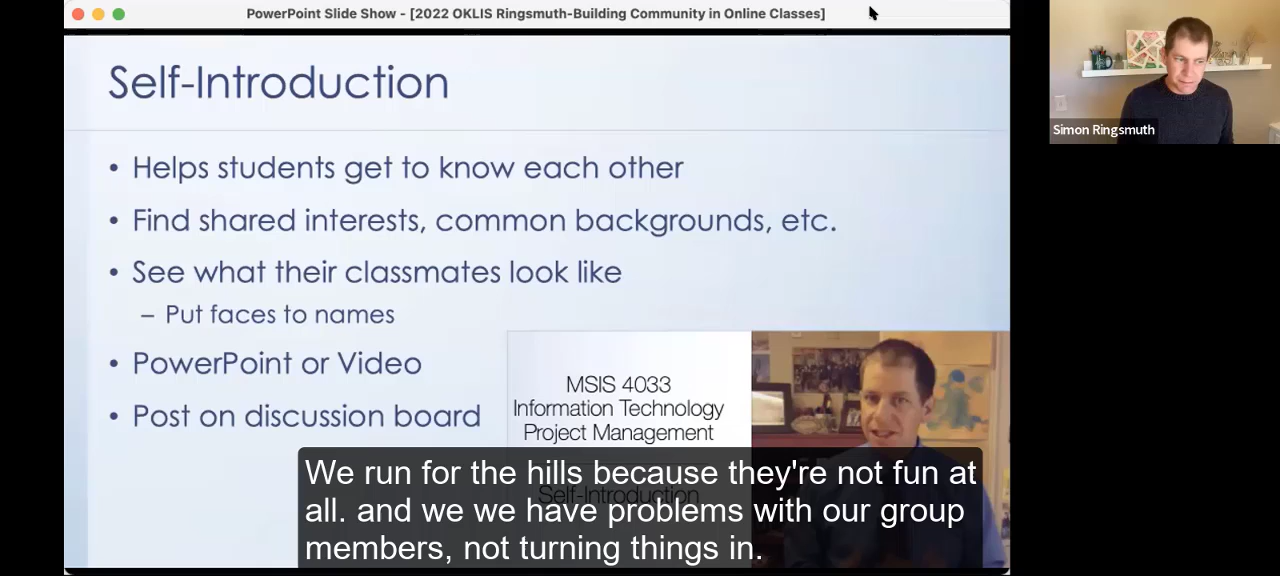 PowerPoint Slide Show - [2022 OKLIS Ringsmuth-Building Community in Online Classes]
Self-Introduction
• Helps students get to know each other
• Find shared interests, common backgrounds, etc.
• See what their classmates look like
– Put faces to names
• PowerPoint or Video
• Post on discussion board
MSIS 4033
Information Technology
Project Management
Self-Introduction
We run for the hills because they're not fun at
all. and we we have problems with our group
members, not turning things in.
Simon Ringsmuth